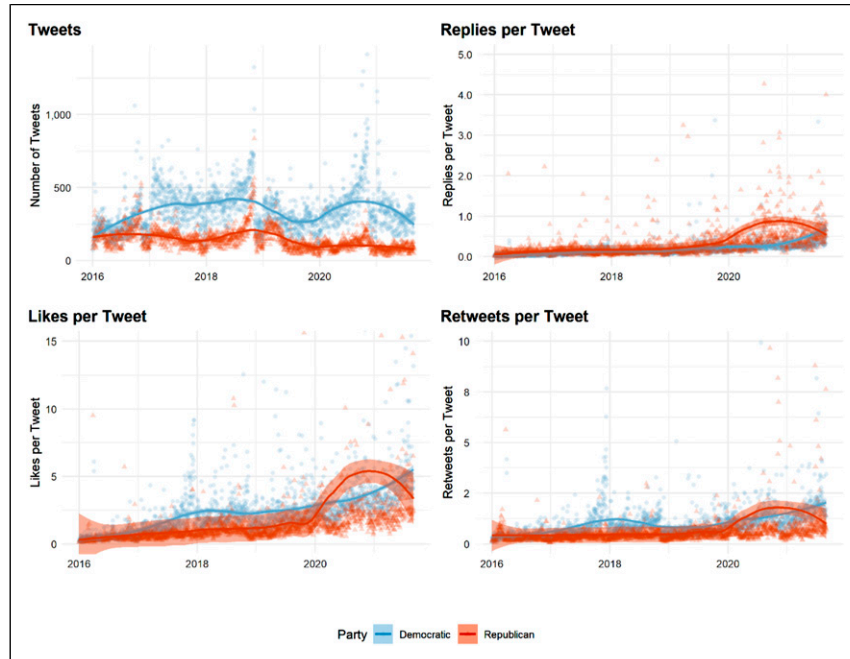 Tweets
Number of Tweets
1,000
500
0
2016 2018 2020
Replies per Tweet
Replies per Tweet
5.0
4.0
3.0
2.0
1.0
0.0
2016 2018 2020
Likes per Tweet
Likes per Tweet
15
10
5
0
2016 2018 2020
Retweets per Tweet
Retweets per Tweet
10
8
5
2
0
2016 2018 2020
Party Democratic Republican